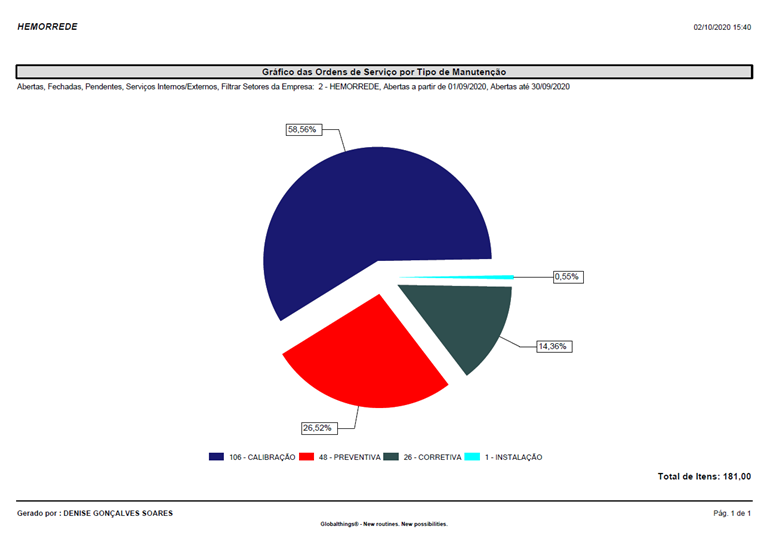 HEMORREDE
02/10/2020 15:40
Gráfico das Ordens de Serviço por Tipo de Manutenção
Abertas, Fechadas, Pendentes, Serviços Internos/Externos, Filtrar Setores da Empresa: 2 - HEMORREDE, Abertas a partir de 01/09/2020, Abertas até 30/09/2020
58,56%
0,55%
14,36%
26,52%
106 - CALIBRAÇÃO 48 - PREVENTIVA 26 - CORRETIVA 1 - INSTALAÇÃO
Total de Itens: 181,00
Gerado por : DENISE GONÇALVES SOARES
Pág. 1 de 1
Globalthings® - New routines. New possibilities.